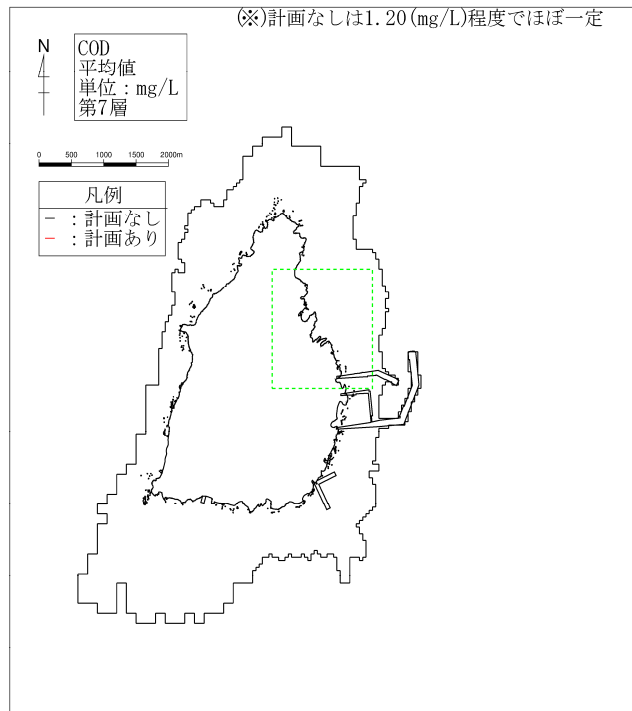 (※)計画なしは1.20(mg/L)程度でほぼ一定
N
COD
平均値
単位：mg/L
第7層
0 500 1000 1500 2000m
凡例
－ ：計画なし
－ ：計画あり